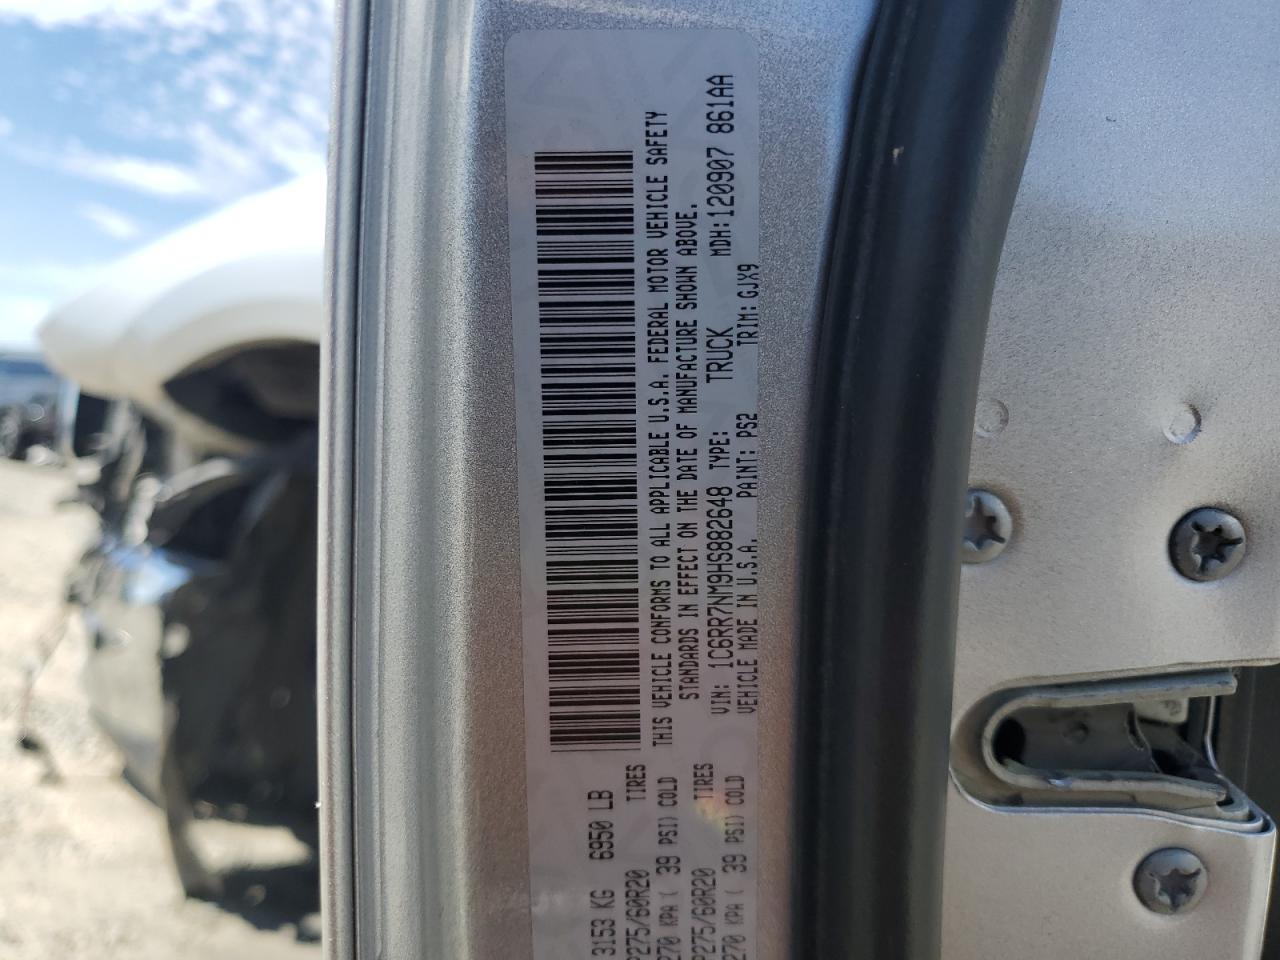 3153 KG 6950 LB
P275/60R20 TIRES
270 KPA ( 39 PSI) COLD
P275/60R20 TIRES
270 KPA ( 39 PSI) COLD
THIS VEHICLE CONFORMS TO ALL APPLICABLE U.S.A. FEDERAL MOTOR VEHICLE SAFETY
STANDARDS IN EFFECT ON THE DATE OF MANUFACTURE SHOWN ABOVE.
VIN: 1C6RR7NM9HS882648 TYPE: TRUCK MDH:120907 861AA
VEHICLE MADE IN U.S.A. PAINT: PS2 TRIM: GJX9